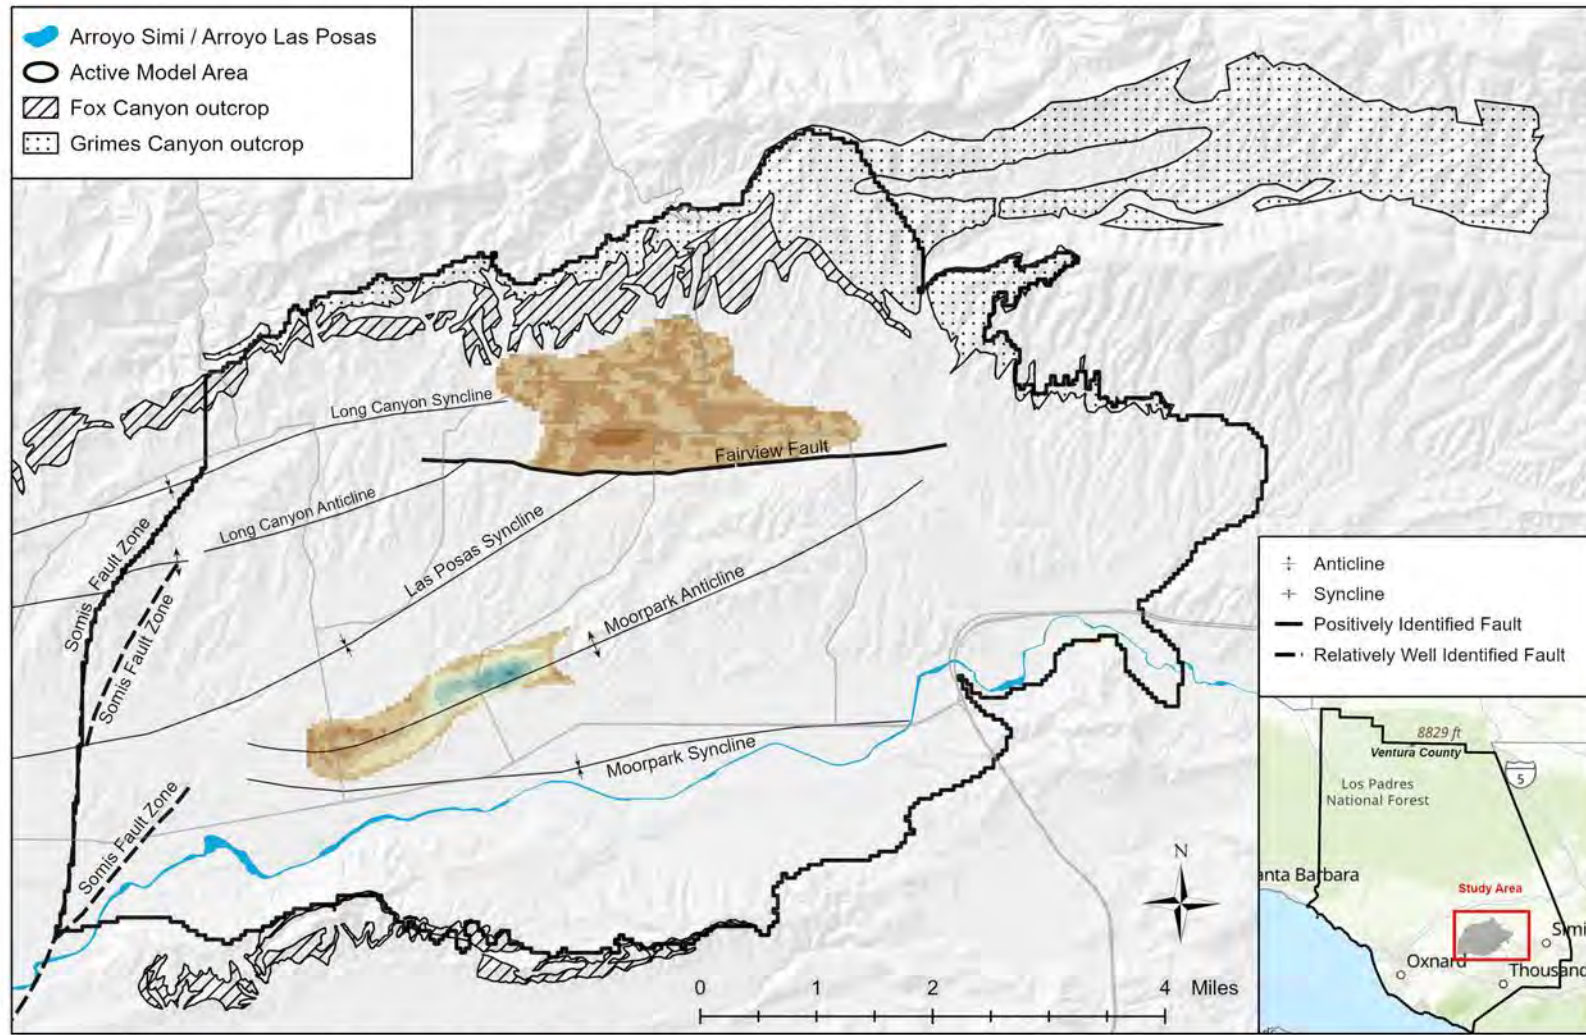 Arroyo Simi / Arroyo Las Posas
Active Model Area
Fox Canyon outcrop
Grimes Canyon outcrop
Long Canyon Syncline
Fairview Fault
Long Canyon Anticline
Las Posas Syncline
Somis Fault Zone
Somis Fault Zone
Moorpark Anticline
Moorpark Syncline
Somis Fault Zone
Anticline
Syncline
Positively Identified Fault
Relatively Well Identified Fault
8829 ft
Ventura County
5
Los Padres
National Forest
anta Barbara
Study Area
Simi
Oxnard
Thousand
N
0 1 2 4 Miles